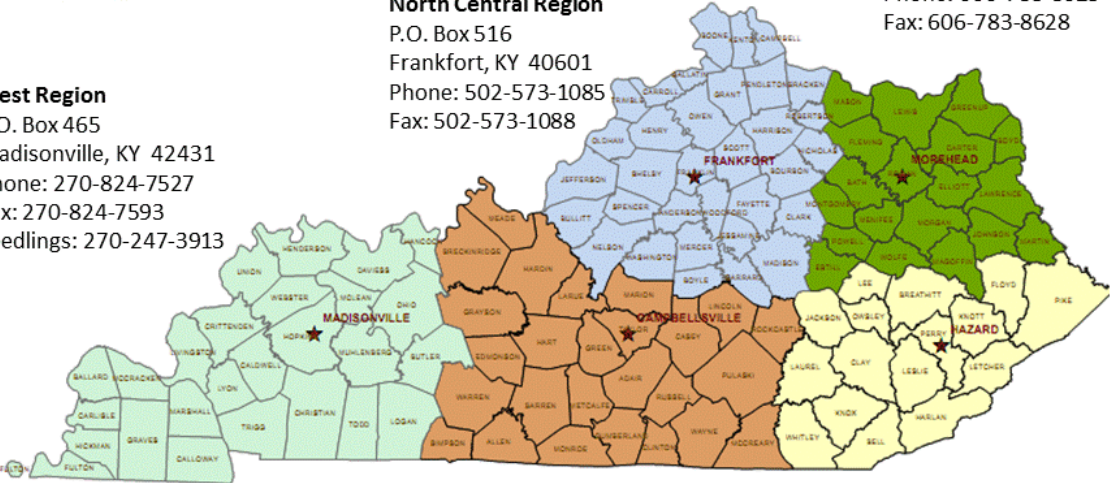 North Central Region
P.O. Box 516
Frankfort, KY 40601
Phone: 502-573-1085
Fax: 502-573-1088
Fax: 606-783-8628
est Region
O. Box 465
adisonville, KY 42431
hone: 270-824-7527
x: 270-824-7593
edlings: 270-247-3913
BOONE
KENTON
CAMPBELL
GALLATIN
PENDLETON
BRACKEN
CARROLL
GRANT
TRIMBLE
OWEN
ROBERTSON
MASON
LEWIS
GREENUP
OLDHAM
HENRY
HARRISON
SCOTT
NICHOLAS
FLEMING
CARTER
BOYD
FRANKFORT
MOREHEAD
JEFFERSON
SHELBY
FRANKLIN
BOURBON
BATH
ROWAN
ELLIOTT
LAWRENCE
SPENCER
ANDERSON
WOODFORD
FAYETTE
CLARK
MONTGOMERY
MENIFEE
MORGAN
JOHNSON
MARTIN
BULLITT
NELSON
WASHINGTON
MERCER
JESSAMINE
MADISON
POWELL
WOLFE
MAGOFFIN
ESTILL
BOYLE
GARRARD
MEADE
BRECKINRIDGE
HARDIN
LARUE
MARION
LINCOLN
GRAYSON
CAMPBELLSVILLE
TAYLOR
CASEY
ROCKCASTLE
HART
GREEN
EDMONSON
ADAIR
PULASKI
RUSSELL
WARREN
BARREN
METCALFE
SIMPSON
ALLEN
MONROE
CUMBERLAND
CLINTON
WAYNE
MCCREARY
HENDERSON
HANCOCK
UNION
DAVIESS
WEBSTER
MCLEAN
OHIO
MADISONVILLE
CRITTENDEN
HOPKI
MUHLENBERG
BUTLER
LIVINGSTON
CALDWELL
LYON
BALLARD
MCCRACKEN
CARLISLE
MARSHALL
TRIGG
CHRISTIAN
TODD
LOGAN
HICKMAN
GRAVES
CALLOWAY
FULTON
FULTON
LEE
BREATHITT
FLOYD
PIKE
JACKSON
OWSLEY
KNOTT
PERRY
HAZARD
LAUREL
CLAY
LESLIE
LETCHER
KNOX
HARLAN
WHITLEY
BELL